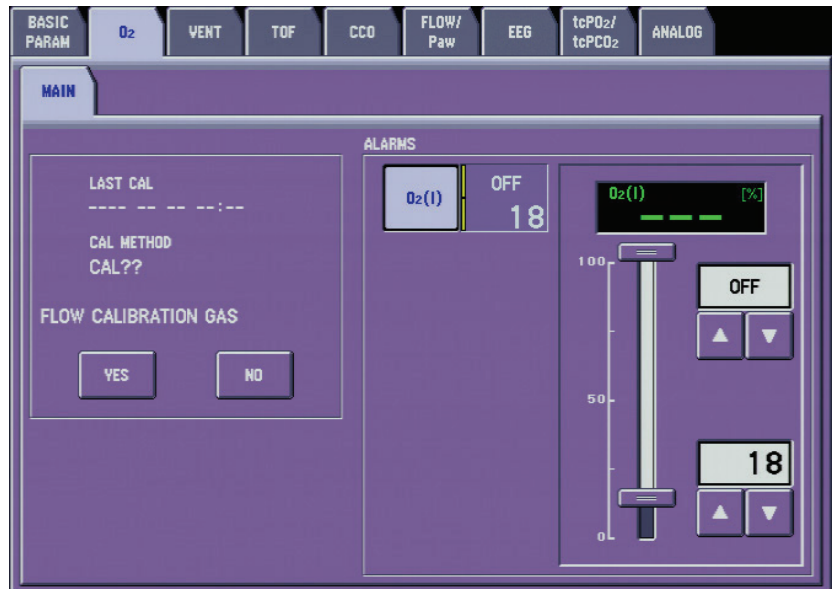 BASIC PARAM
O2
VENT
TOF
CCO
FLOW/ Paw
EEG
tcPO2/ tcPCO2
ANALOG
MAIN
LAST CAL
---- -- -- --:--
CAL METHOD
CAL??
FLOW CALIBRATION GAS
YES
NO
ALARMS
O2(I)
OFF
18
O2(I) [%]
---
100
50
0
OFF
▲ ▼
18
▲ ▼